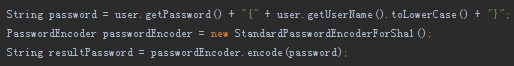 String password = user.getPassword() + "{" + user.getUserName().toLowerCase() + "}";
PasswordEncoder passwordEncoder = new StandardPasswordEncoderForSha1();
String resultPassword = passwordEncoder.encode(password);